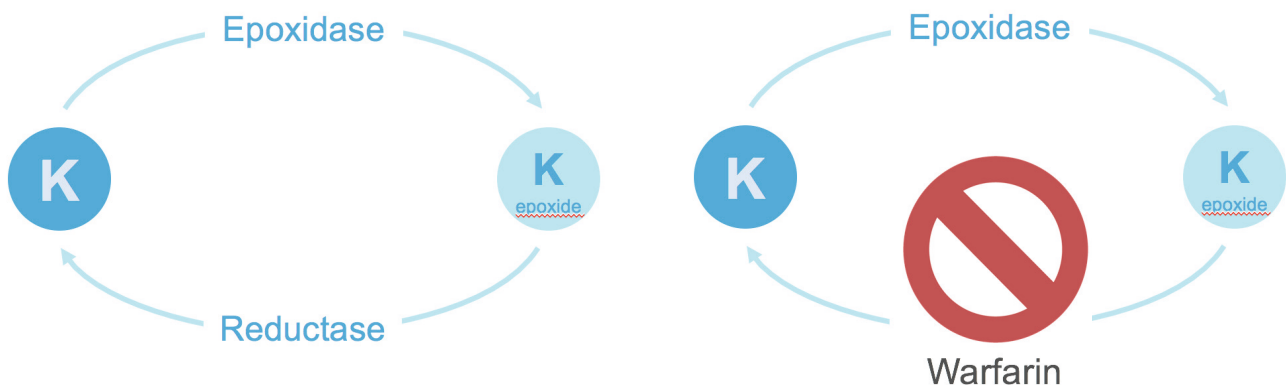 Epoxidase
K
K
epoxide
Reductase
Epoxidase
K
K
epoxide
Warfarin